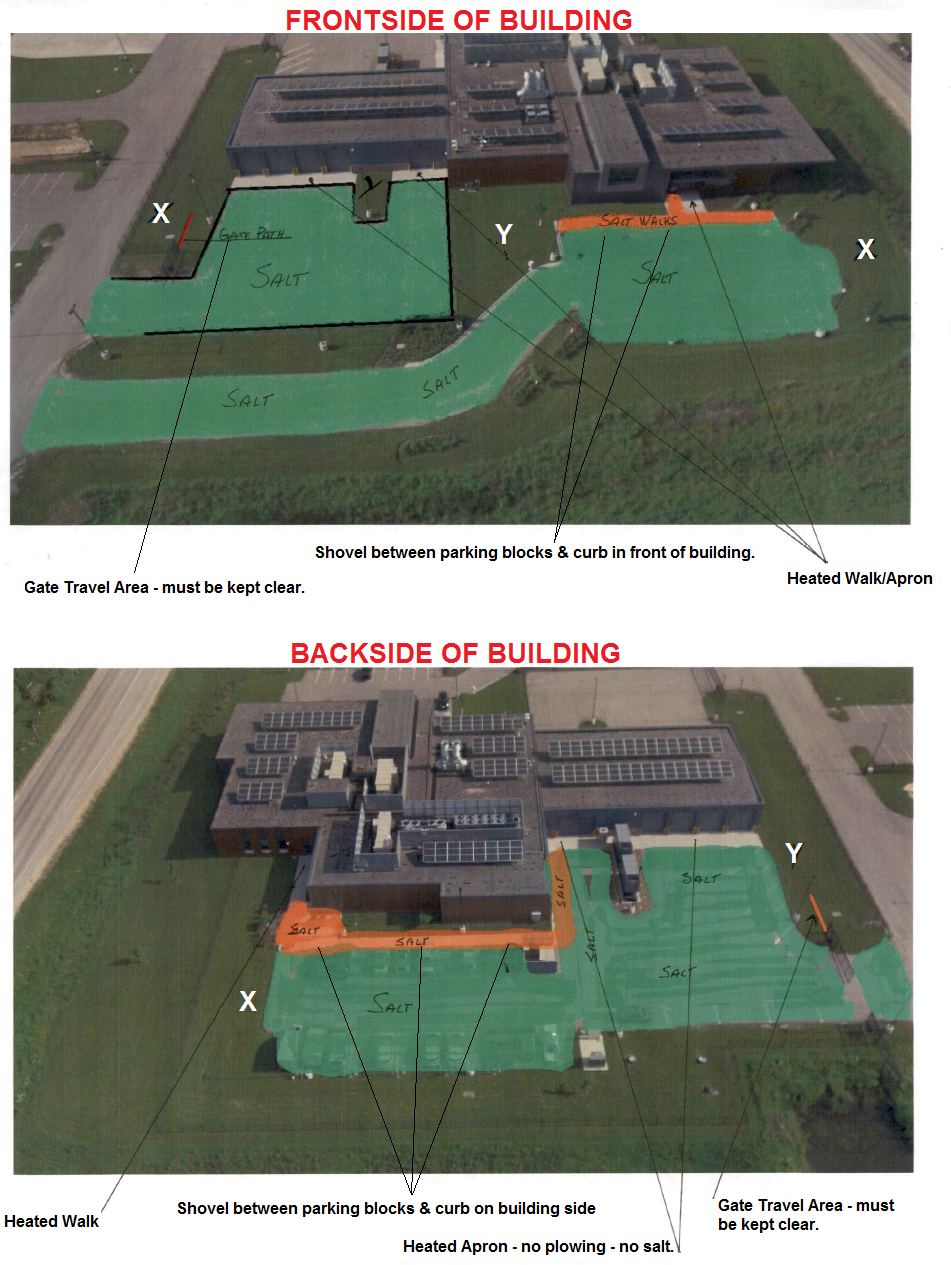 FRONTSIDE OF BUILDING
X
Y
GATE PATH
SALT WALKS
Y
X
SALT
SALT
SALT
SALT
Shovel between parking blocks & curb in front of building.
Gate Travel Area - must be kept clear.
Heated Walk/Apron
BACKSIDE OF BUILDING
Y
SALT
SALT
SALT
SALT
SALT
SALT
X
SALT
Shovel between parking blocks & curb on building side
Heated Walk
Gate Travel Area - must
be kept clear.
Heated Apron - no plowing - no salt.